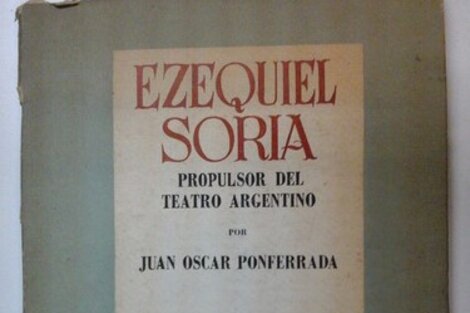 EZEQUIEL
SORIA
PROPULSOR DEL
TEATRO ARGENTINO
POR
JUAN OSCAR PONFERRADA